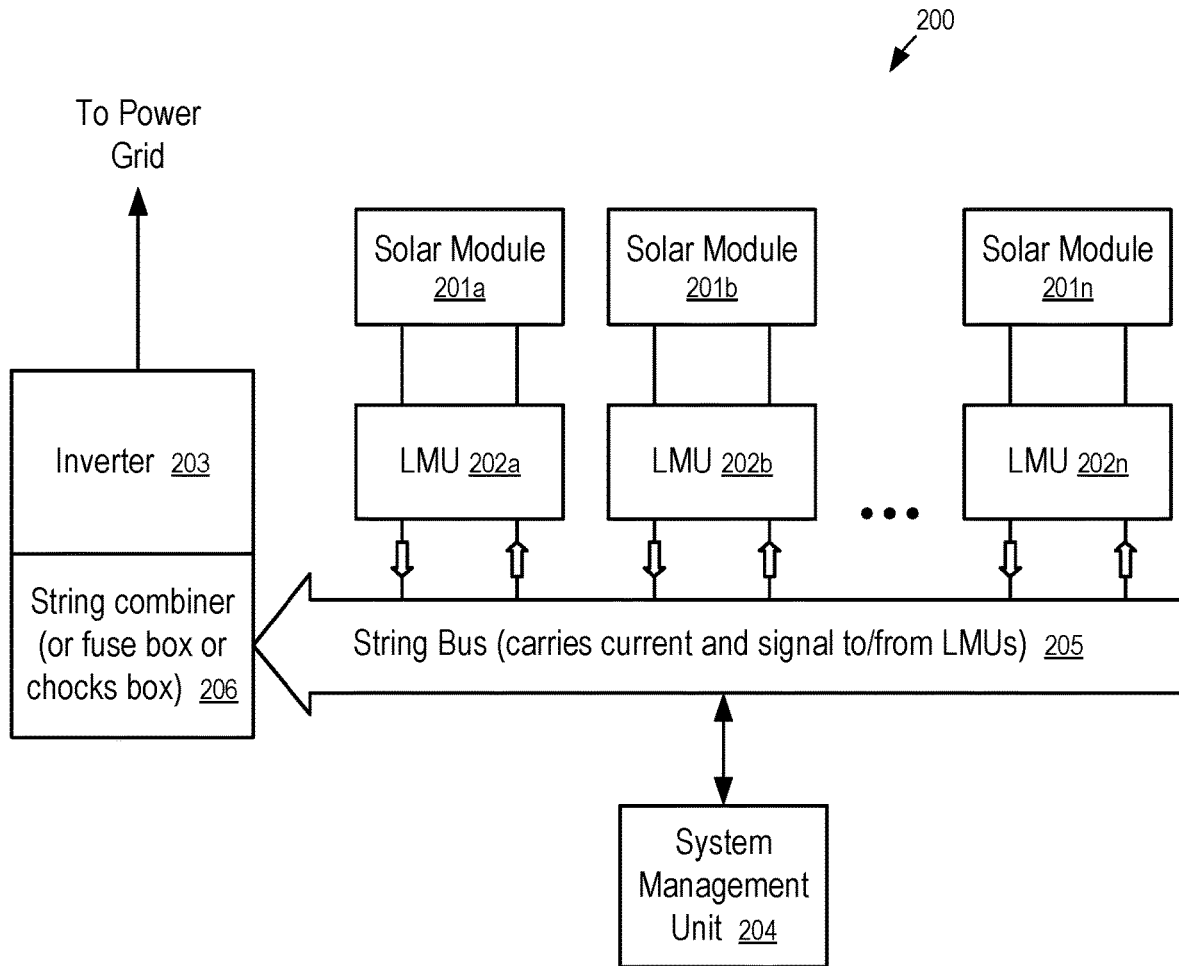 200
To Power
Grid
Solar Module
201a
Solar Module
201b
Solar Module
201n
Inverter 203
LMU 202a
LMU 202b
LMU 202n
String combiner
(or fuse box or
chocks box) 206
String Bus (carries current and signal to/from LMUs) 205
System
Management
Unit 204